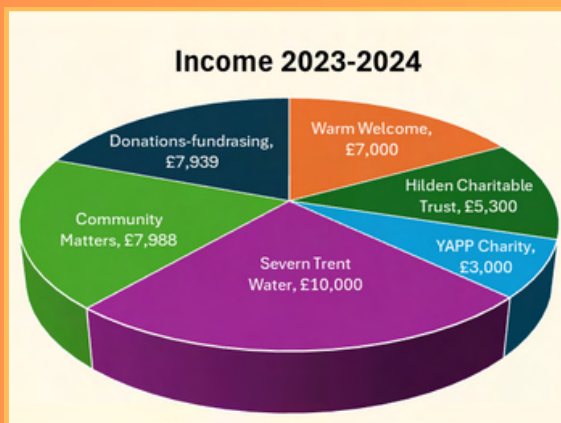 Income 2023-2024
Donations-fundrasing,
£7,939
Warm Welcome,
£7,000
Hilden Charitable
Trust, £5,300
YAPP Charity,
£3,000
Severn Trent
Water, £10,000
Community
Matters, £7,988